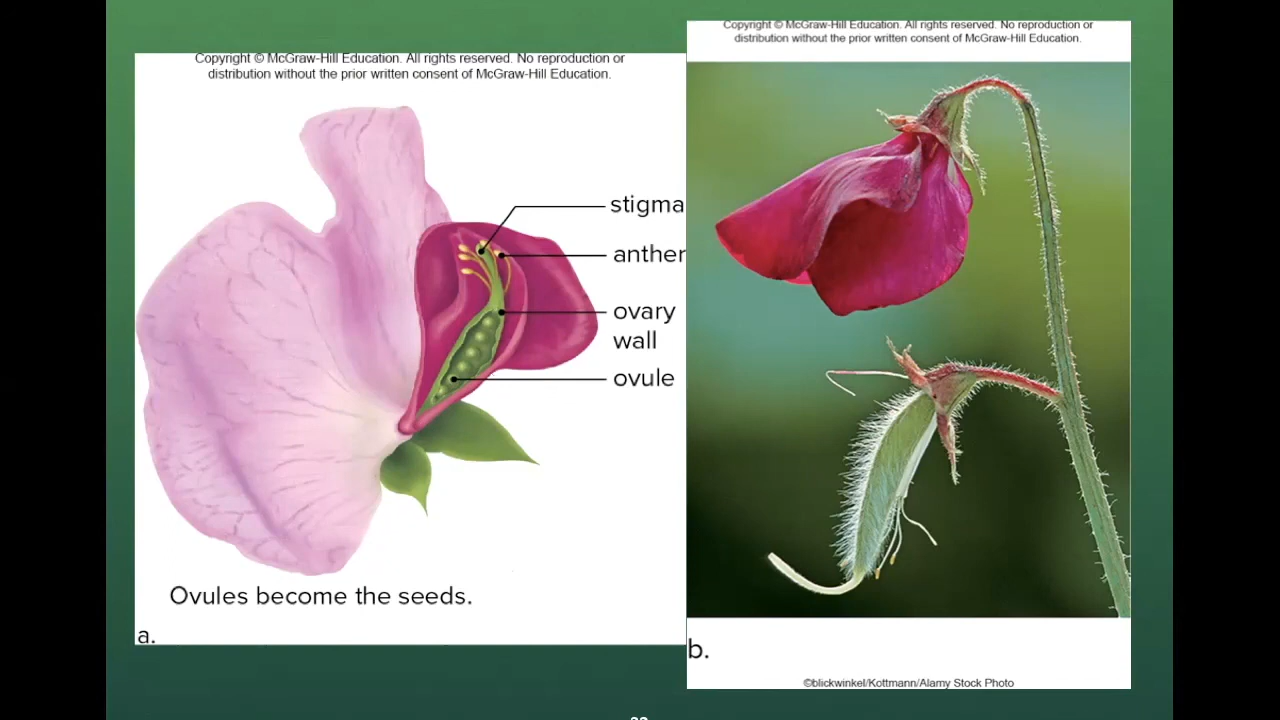 Copyright © McGraw-Hill Education. All rights reserved. No reproduction or
distribution without the prior written consent of McGraw-Hill Education.
stigma
anther
ovary
wall
ovule
Ovules become the seeds.
a.
Copyright © McGraw-Hill Education. All rights reserved. No reproduction or
distribution without the prior written consent of McGraw-Hill Education.
b.
©blickwinkel/Kottmann/Alamy Stock Photo